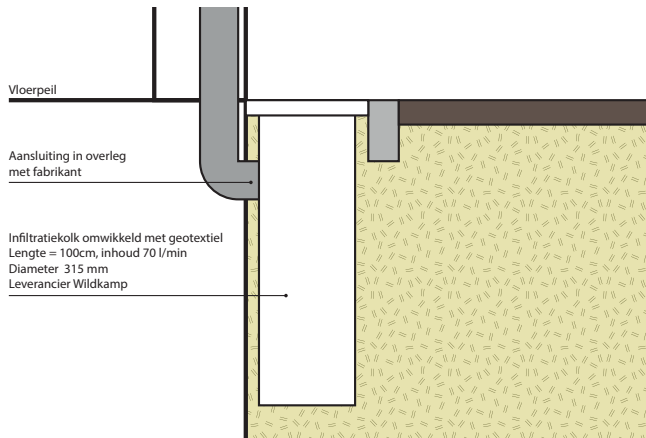 Vloerpeil
Aansluiting in overleg
met fabrikant
Infiltratiekolk omwikkeld met geotextiel
Lengte = 100cm, inhoud 70 l/min
Diameter 315 mm
Leverancier Wildkamp